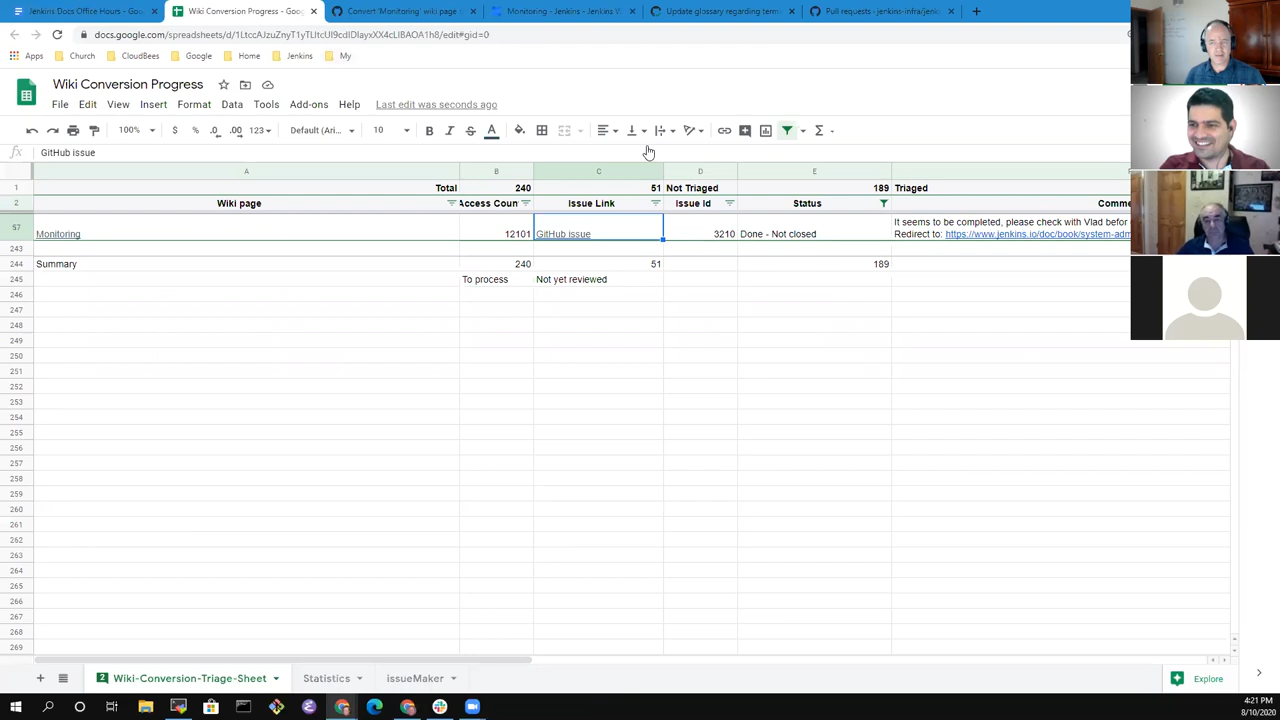 Jenkins Docs Office Hours - Goo
Wiki Conversion Progress - Goog
Convert 'Monitoring' wiki page
Monitoring - Jenkins - Jenkins W
Update glossary regarding term
Pull requests - jenkins-infra/jenk
docs.google.com/spreadsheets/d/
/edit#gid=0
Apps Church CloudBees Google Home Jenkins My
Wiki Conversion Progress
File Edit View Insert Format Data Tools Add-ons Help Last edit was seconds ago
100% $ % .0 .00 123 Default (Ari... 10 B I S A
fx GitHub issue
A B C D E
1 Total 240 51 Not Triaged 189 Triaged
2 Wiki page Access Coun Issue Link Issue Id Status Comme
It seems to be completed, please check with Vlad befor
57 Monitoring 12101 GitHub issue 3210 Done - Not closed Redirect to: https://www.jenkins.io/doc/book/system-adm
243
244 Summary 240 51 189
245 To process Not yet reviewed
246
247
248
249
250
251
252
253
254
255
256
257
258
259
260
261
262
263
264
265
266
267
268
269
2 Wiki-Conversion-Triage-Sheet Statistics issueMaker Explore
4:21 PM
8/10/2020